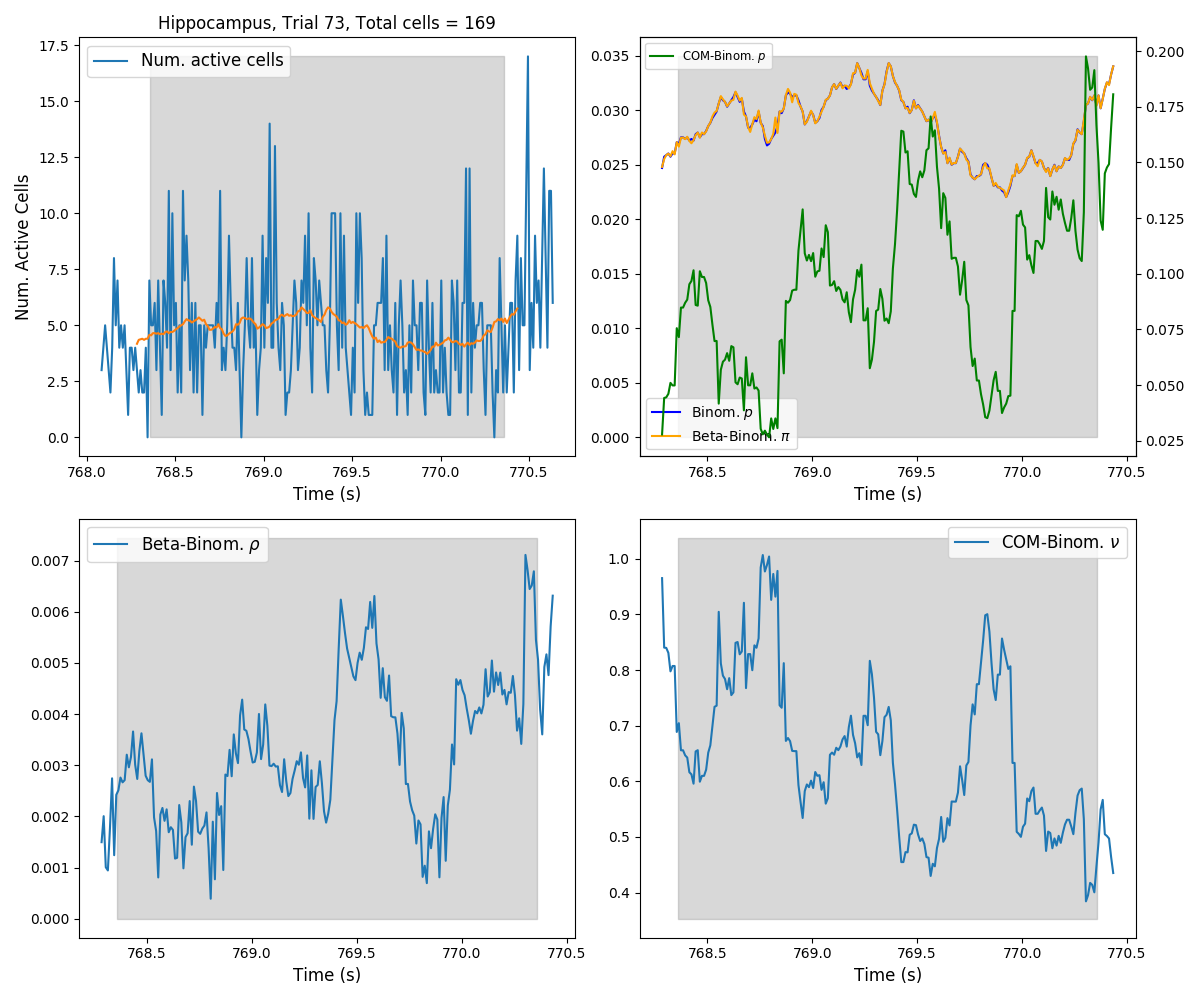 Hippocampus, Trial 73, Total cells = 169
Num. active cells
Num. Active Cells
17.5
15.0
12.5
10.0
7.5
5.0
2.5
0.0
768.0 768.5 769.0 769.5 770.0 770.5
Time (s)
COM-Binom. p
Binom. p
Beta-Binom. π
0.035
0.030
0.025
0.020
0.015
0.010
0.005
0.000
0.200
0.175
0.150
0.125
0.100
0.075
0.050
0.025
768.5 769.0 769.5 770.0 770.5
Time (s)
Beta-Binom. ρ
0.007
0.006
0.005
0.004
0.003
0.002
0.001
0.000
768.5 769.0 769.5 770.0 770.5
Time (s)
COM-Binom. ν
1.0
0.9
0.8
0.7
0.6
0.5
0.4
768.5 769.0 769.5 770.0 770.5
Time (s)